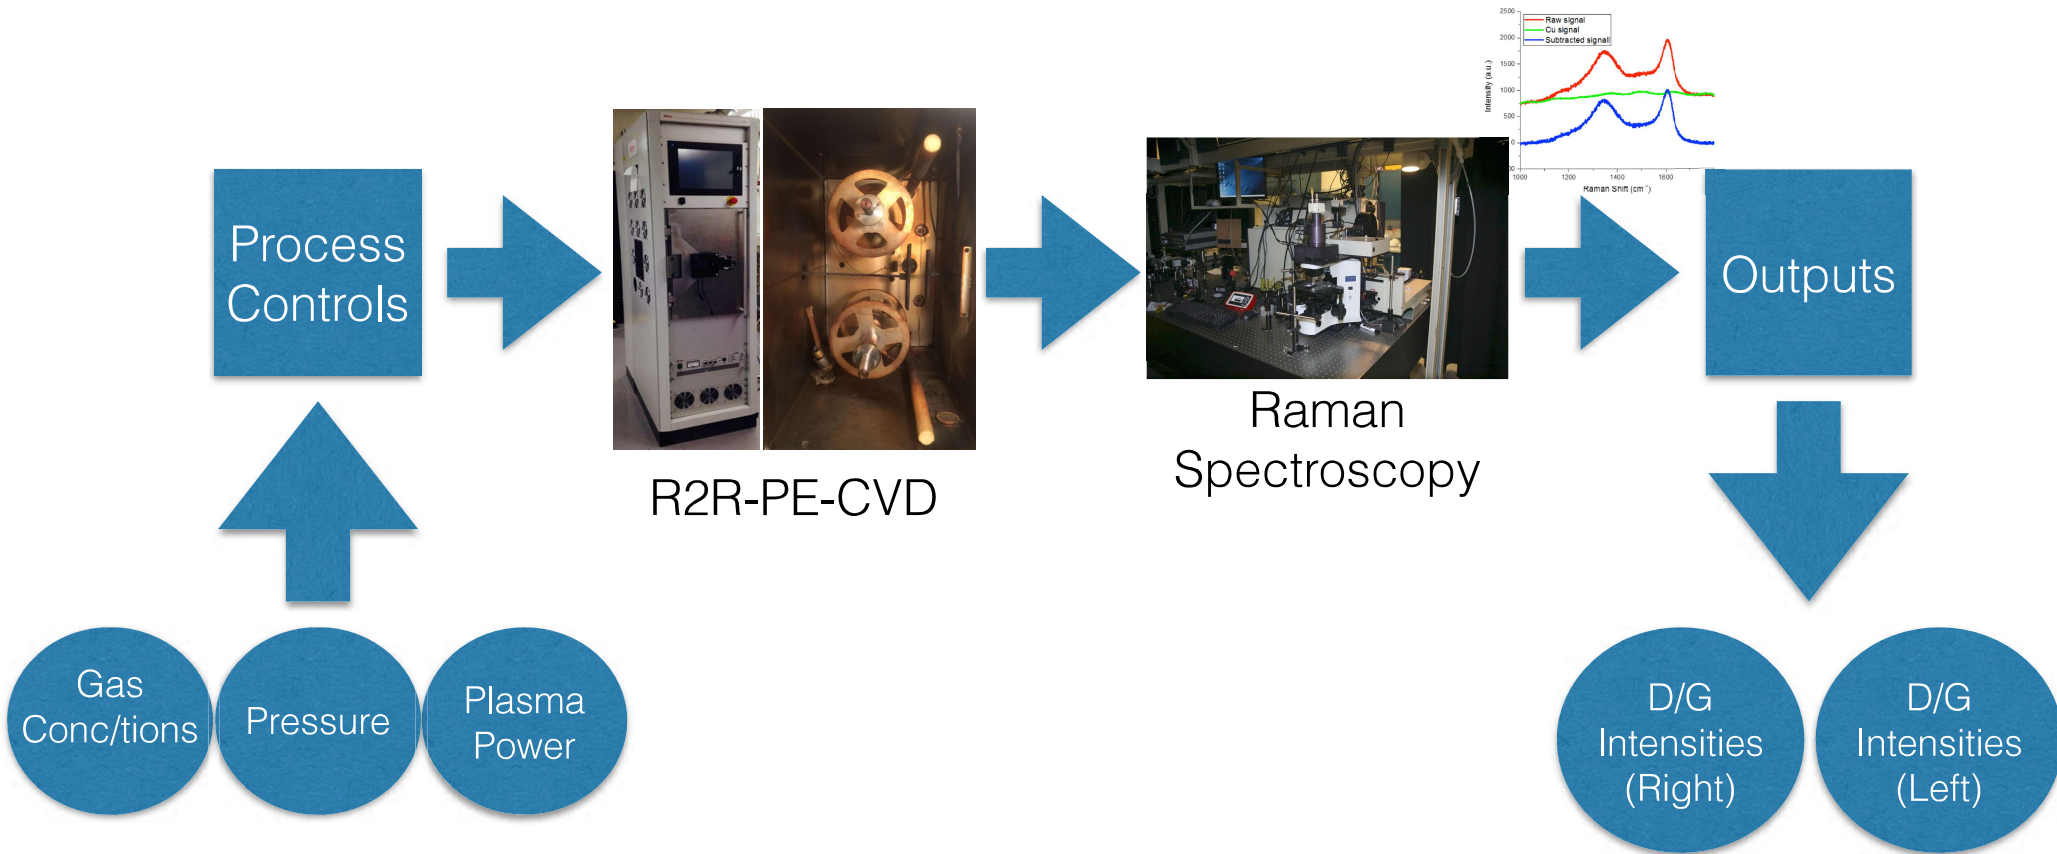 2500
2000
1500
1000
500
0
00
Intensity (a.u.)
Raw signal
Cu signal
Subtracted signall
1000
1200
1400
1600
Raman Shift (cm⁻¹)
Process
Controls
R2R-PE-CVD
Raman
Spectroscopy
Outputs
Gas
Conc/tions
Pressure
Plasma
Power
D/G
Intensities
(Right)
D/G
Intensities
(Left)